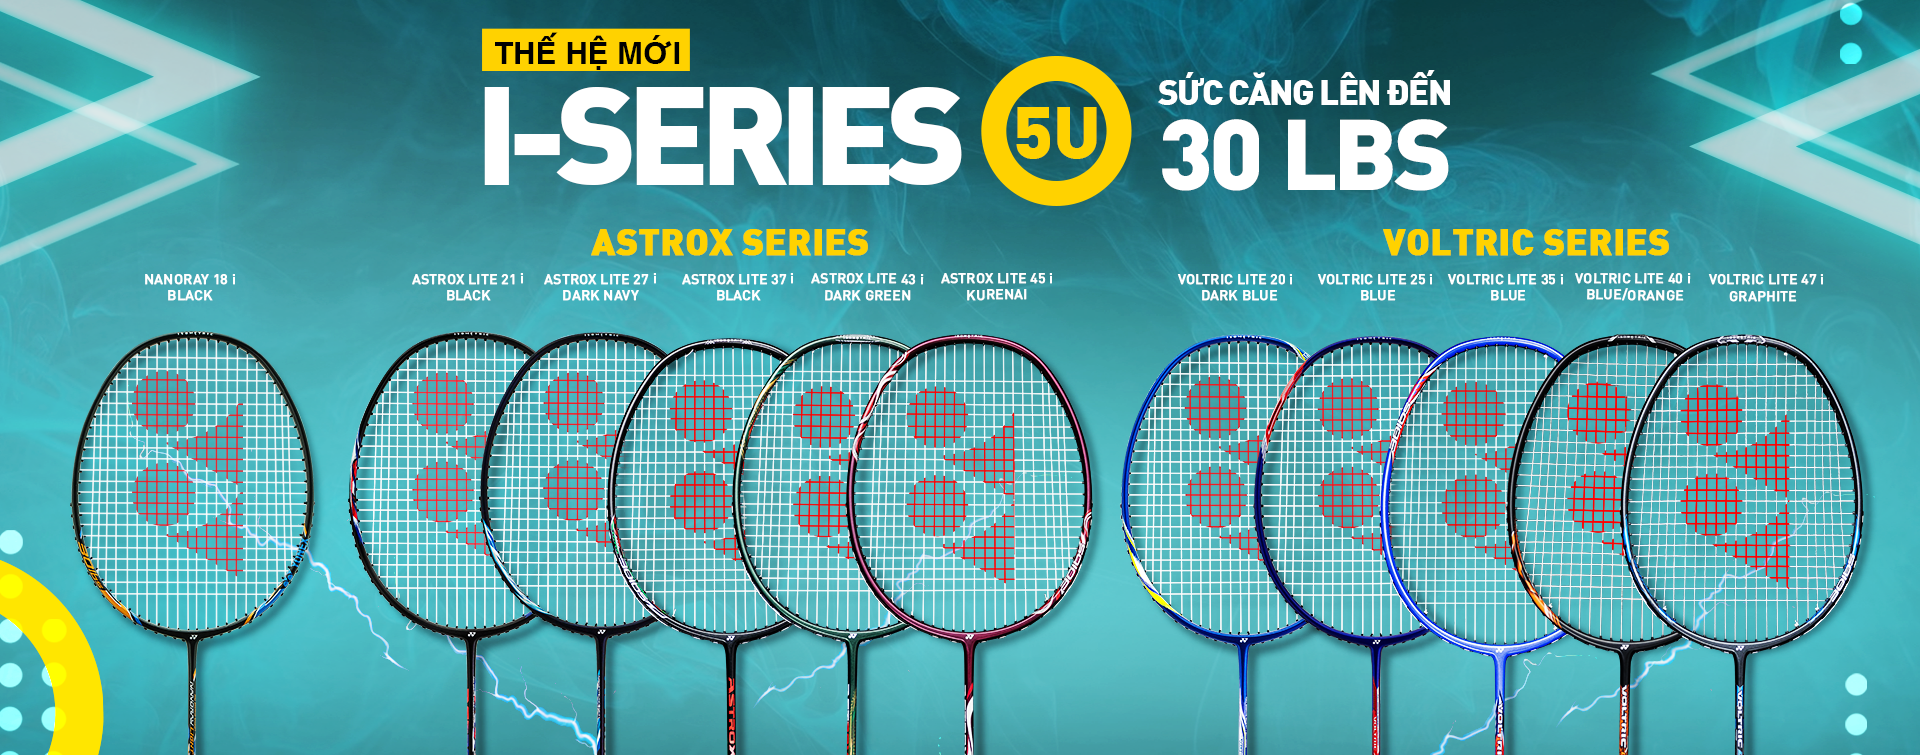 THẾ HỆ MỚI
I-SERIES
5U
SỨC CĂNG LÊN ĐẾN
30 LBS
ASTROX SERIES
VOLTRIC SERIES
NANORAY 18 i
BLACK
ASTROX LITE 21 i
BLACK
ASTROX LITE 27 i
DARK NAVY
ASTROX LITE 37 i
BLACK
ASTROX LITE 43 i
DARK GREEN
ASTROX LITE 45 i
KURENAI
VOLTRIC LITE 20 i
DARK BLUE
VOLTRIC LITE 25 i
BLUE
VOLTRIC LITE 35 i
BLUE
VOLTRIC LITE 40 i
BLUE/ORANGE
VOLTRIC LITE 47 i
GRAPHITE
ASTROX
VOLTRIC
VOLTRIC